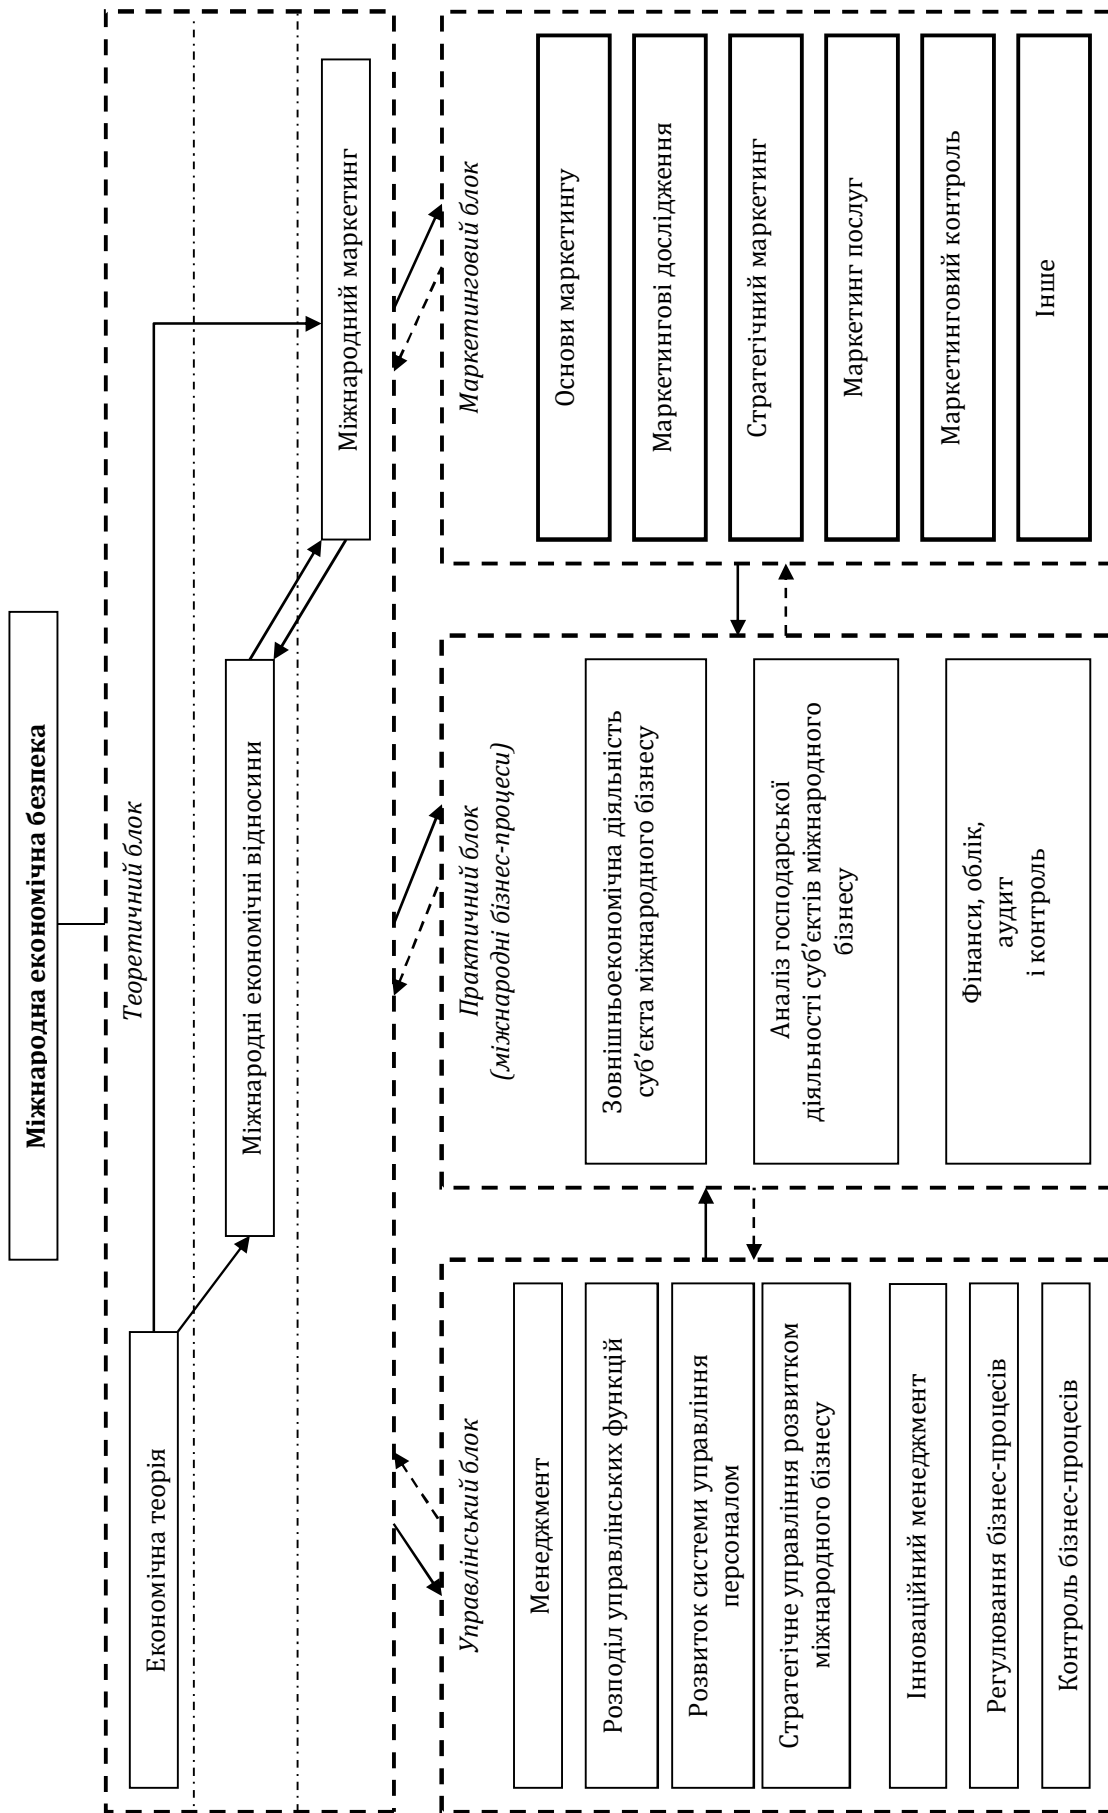 Міжнародна економічна безпека
Теоретичний блок
Економічна теорія
Міжнародні економічні відносини
Міжнародний маркетинг
Управлінський блок
Менеджмент
Розподіл управлінських функцій
Розвиток системи управління
персоналом
Стратегічне управління розвитком
міжнародного бізнесу
Інноваційний менеджмент
Регулювання бізнес-процесів
Контроль бізнес-процесів
Практичний блок
(міжнародні бізнес-процеси)
Зовнішньоекономічна діяльність
суб’єкта міжнародного бізнесу
Аналіз господарської
діяльності суб’єктів міжнародного
бізнесу
Фінанси, облік,
аудит
і контроль
Маркетинговий блок
Основи маркетингу
Маркетингові дослідження
Стратегічний маркетинг
Маркетинг послуг
Маркетинговий контроль
Інше